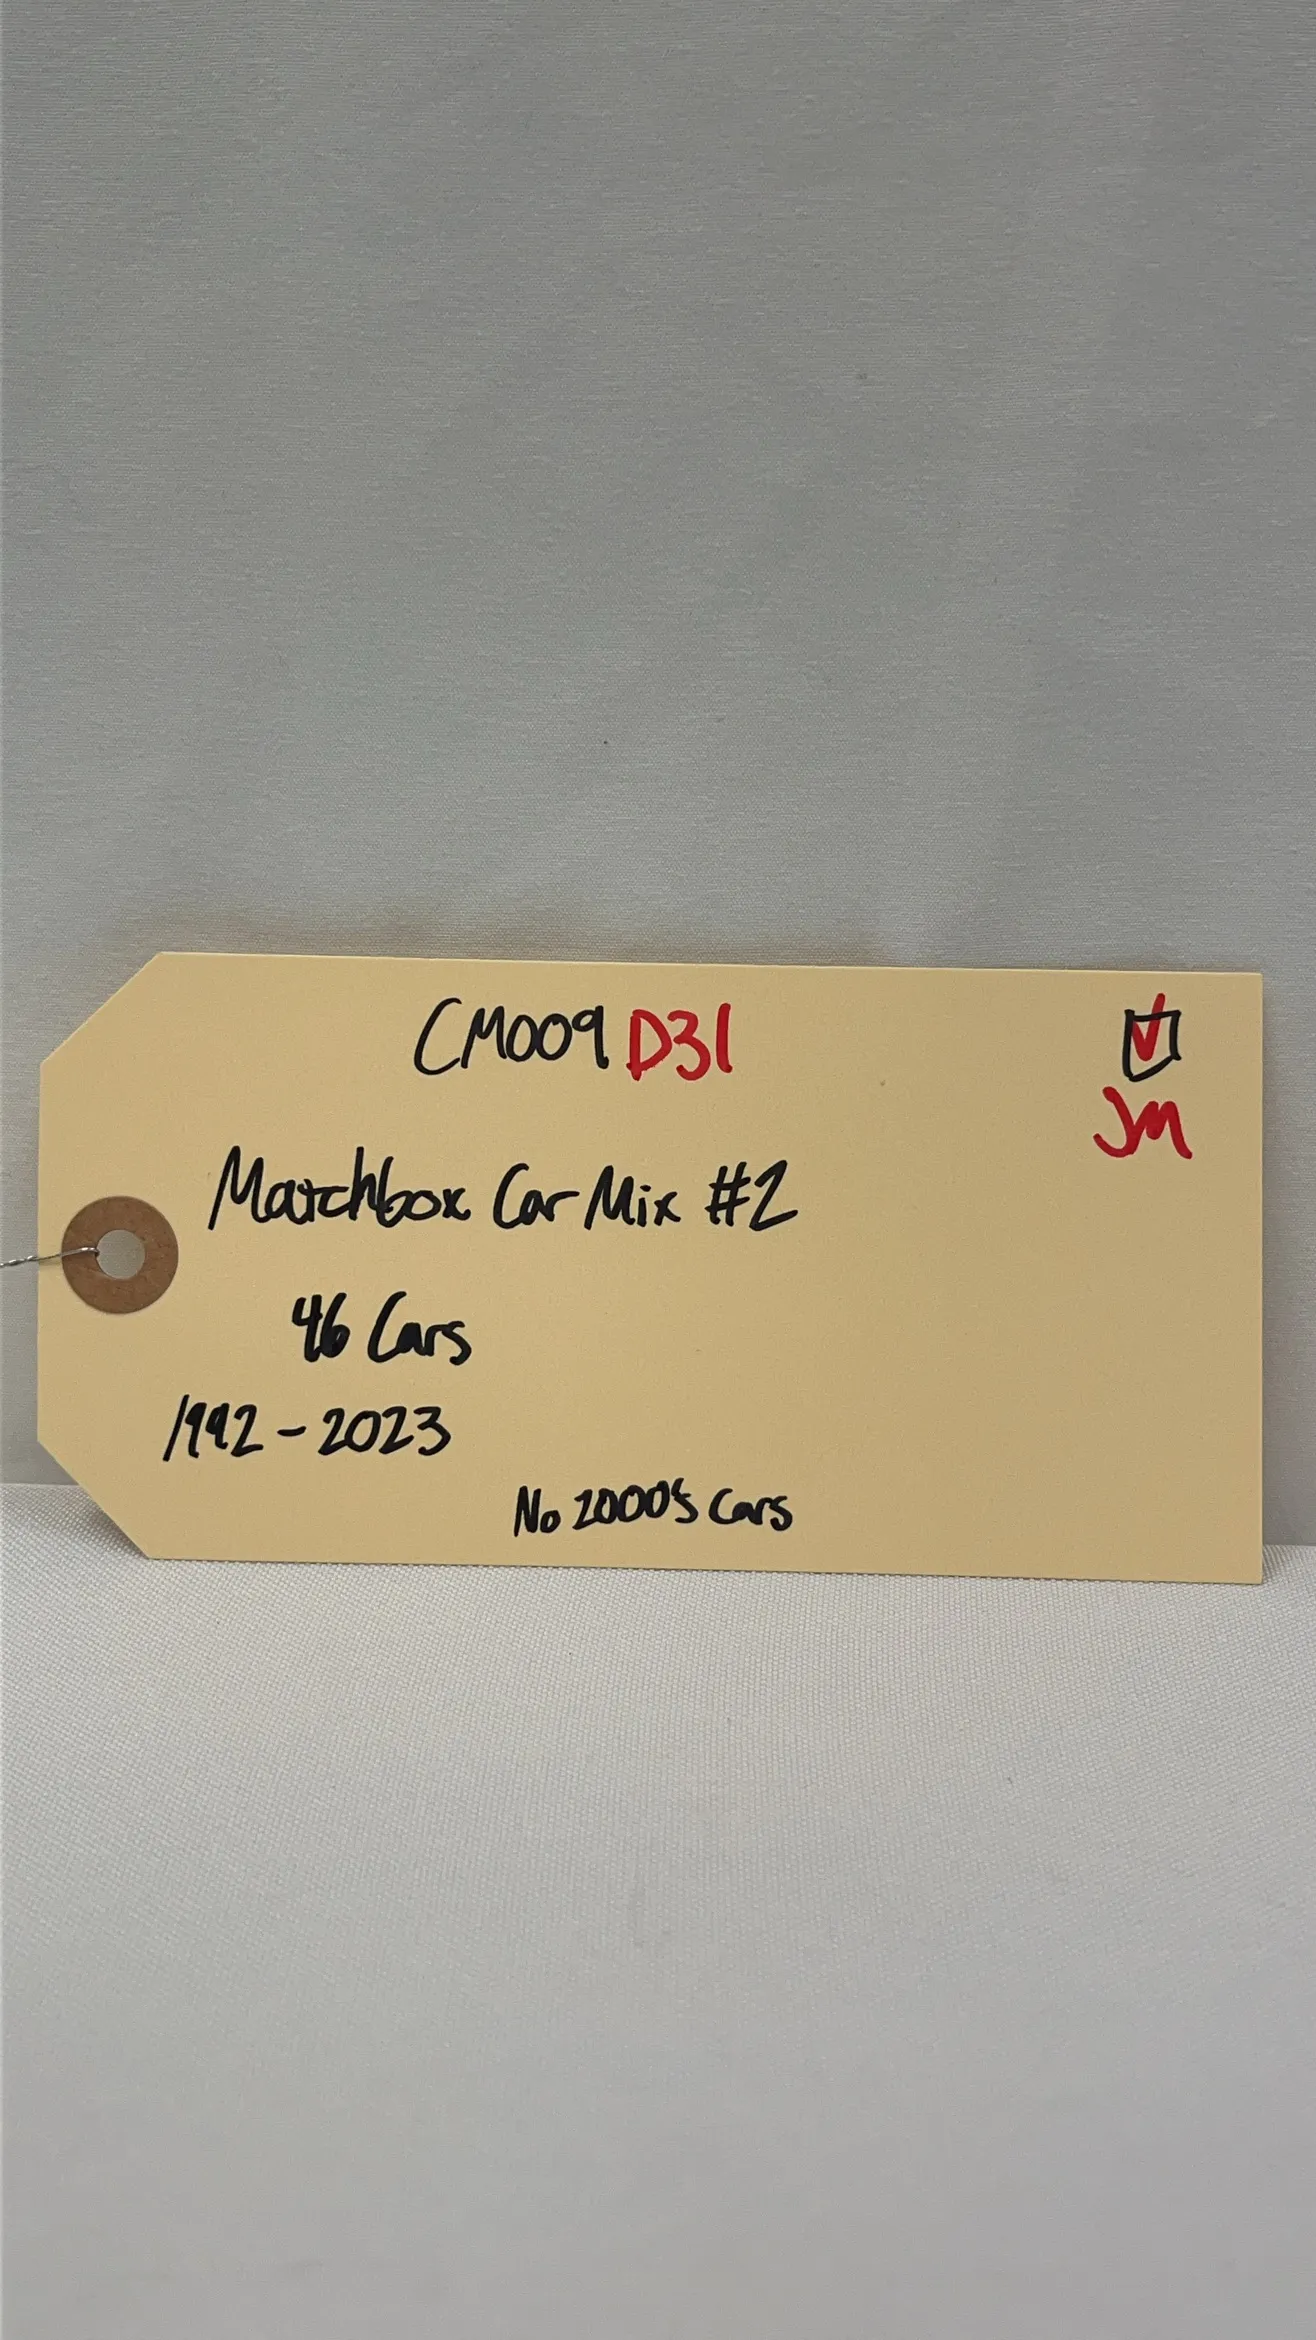 CM009 D31
JM
Matchbox Car Mix #2
46 Cars
1992-2023
No 2000's Cars